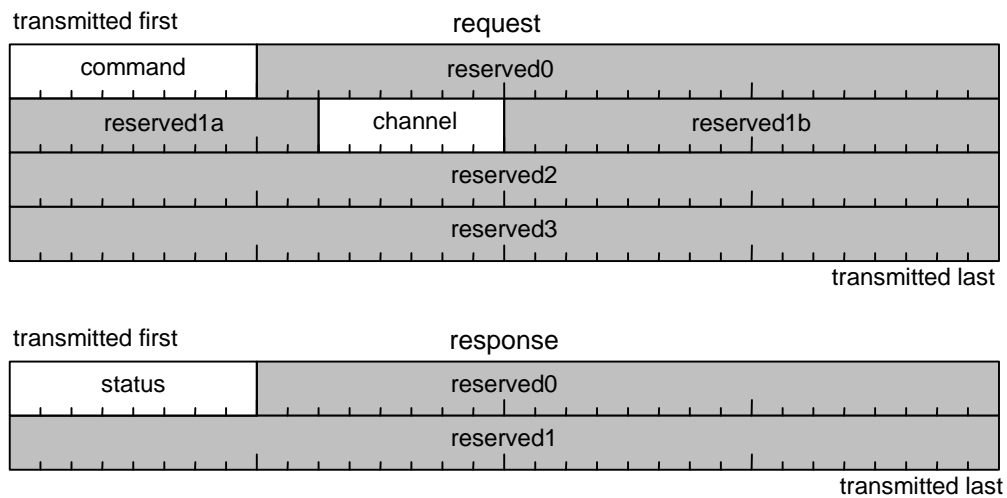 transmitted first
request
command
reserved0
reserved1a
channel
reserved1b
reserved2
reserved3
transmitted last
transmitted first
response
status
reserved0
reserved1
transmitted last